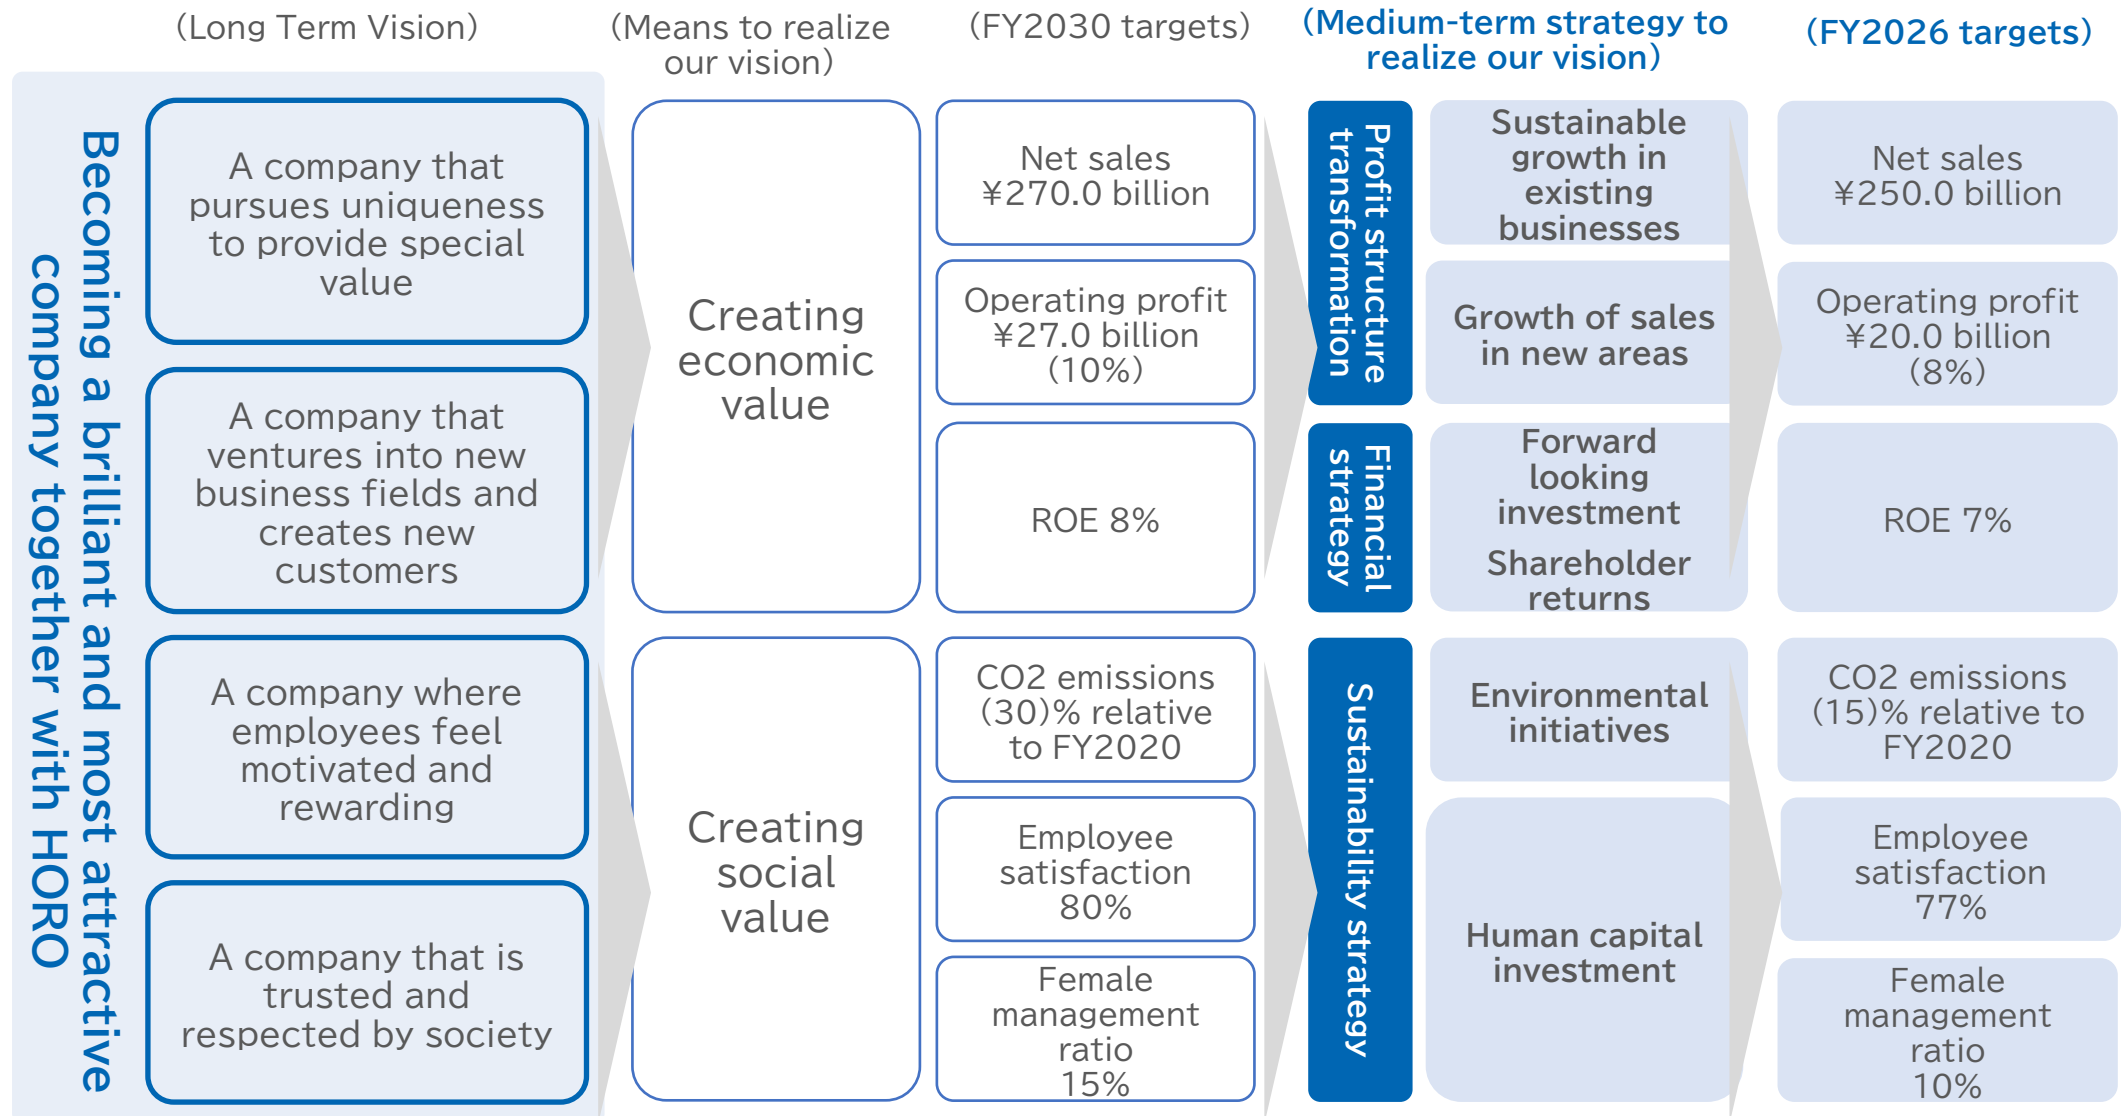 (Long Term Vision)
(Means to realize
our vision)
(FY2030 targets)
(Medium-term strategy to
realize our vision)
(FY2026 targets)
Becoming a brilliant and most attractive
company together with HORO
A company that
pursues uniqueness
to provide special
value
A company that
ventures into new
business fields and
creates new
customers
A company where
employees feel
motivated and
rewarding
A company that is
trusted and
respected by society
Creating
economic
value
Creating
social
value
Net sales
¥270.0 billion
Operating profit
¥27.0 billion
(10%)
ROE 8%
CO2 emissions
(30)% relative
to FY2020
Employee
satisfaction
80%
Female
management
ratio
15%
Profit structure
transformation
Financial
strategy
Sustainability strategy
Sustainable
growth in
existing
businesses
Growth of sales
in new areas
Forward
looking
investment
Shareholder
returns
Environmental
initiatives
Human capital
investment
Net sales
¥250.0 billion
Operating profit
¥20.0 billion
(8%)
ROE 7%
CO2 emissions
(15)% relative to
FY2020
Employee
satisfaction
77%
Female
management
ratio
10%